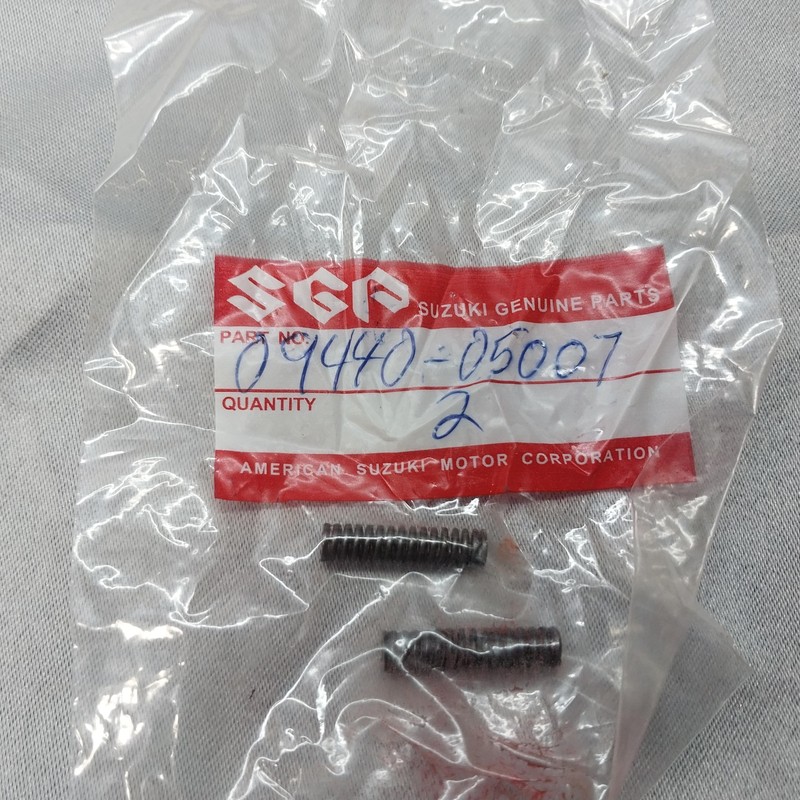 SGP SUZUKI GENUINE PARTS
PART NO. 09440-05007
QUANTITY 2
AMERICAN SUZUKI MOTOR CORPORATION